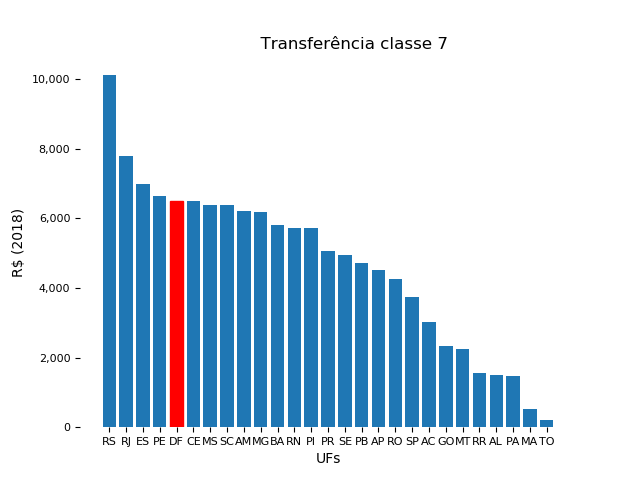 Transferência classe 7
10,000
8,000
6,000
4,000
2,000
0
R$ (2018)
RS RJ ES PE DF CE MS SC AM MG BA RN PI PR SE PB AP RO SP AC GO MT RR AL PA MA TO
UFs